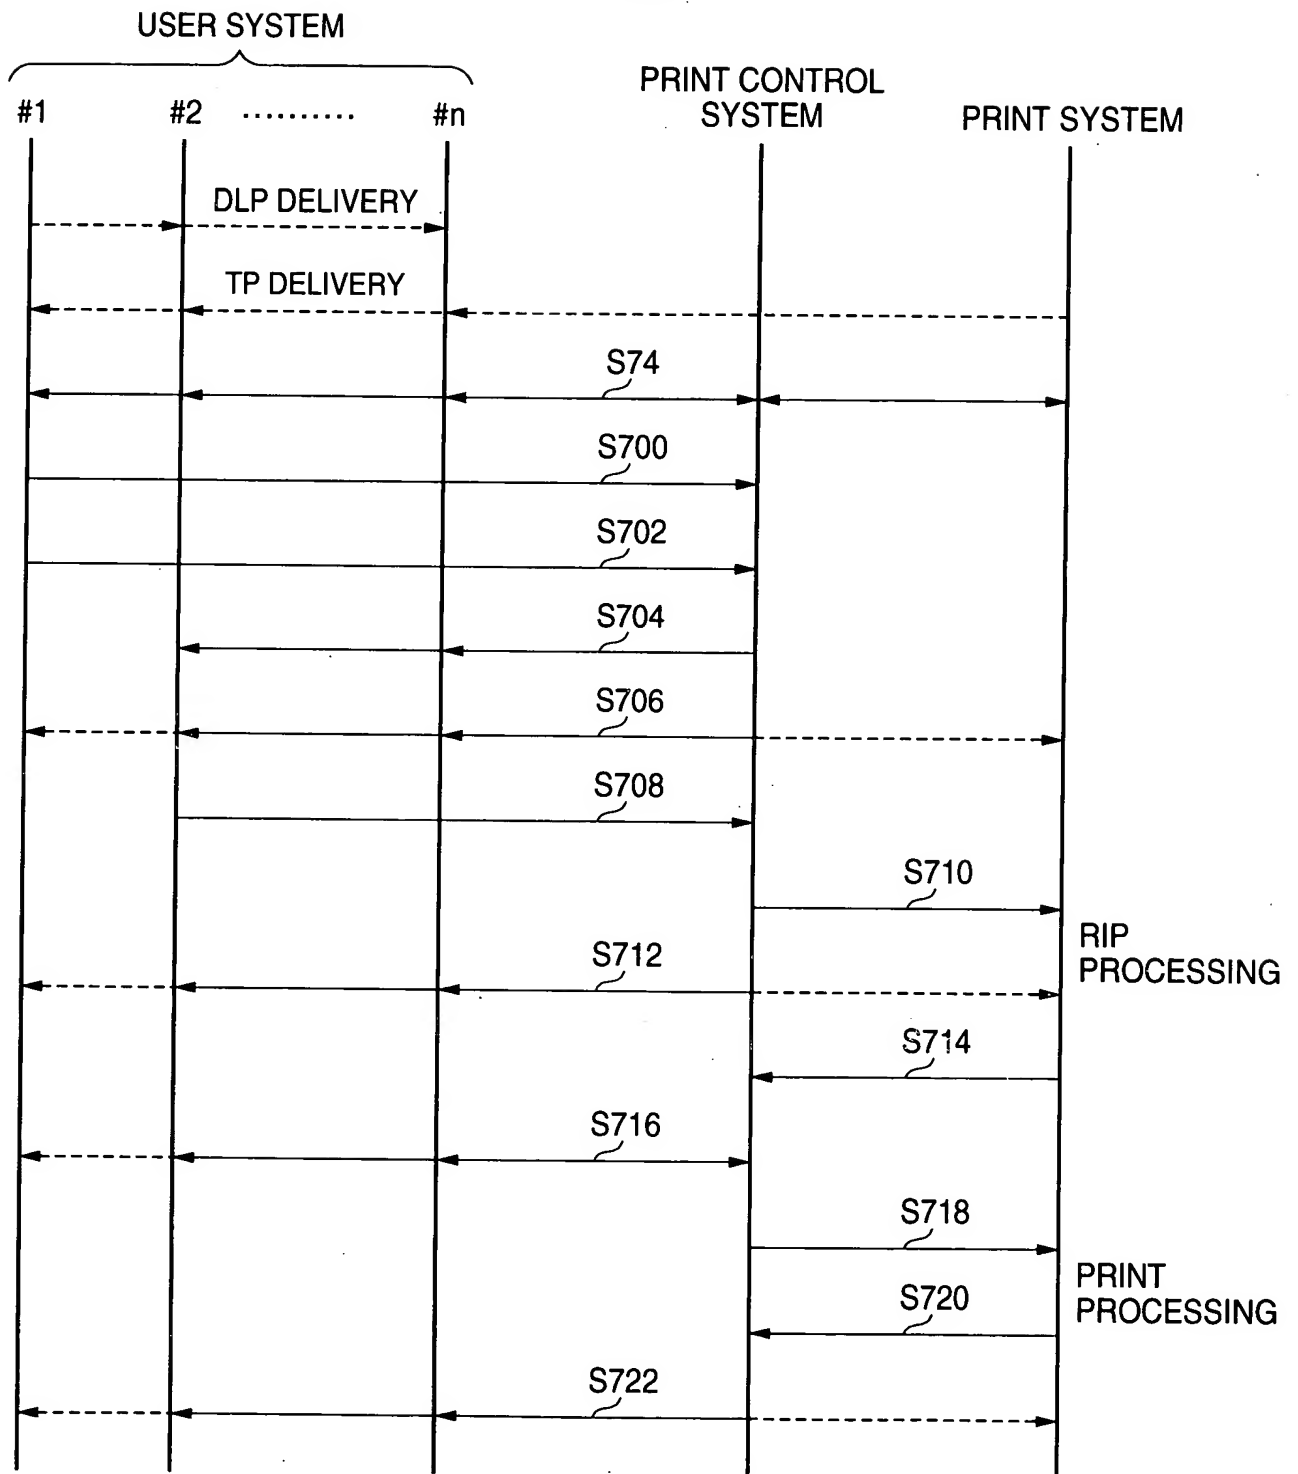 USER SYSTEM
#1 #2 .......... #n
PRINT CONTROL
SYSTEM
PRINT SYSTEM
DLP DELIVERY
TP DELIVERY
S74
S700
S702
S704
S706
S708
S710
RIP
PROCESSING
S712
S714
S716
S718
PRINT
PROCESSING
S720
S722